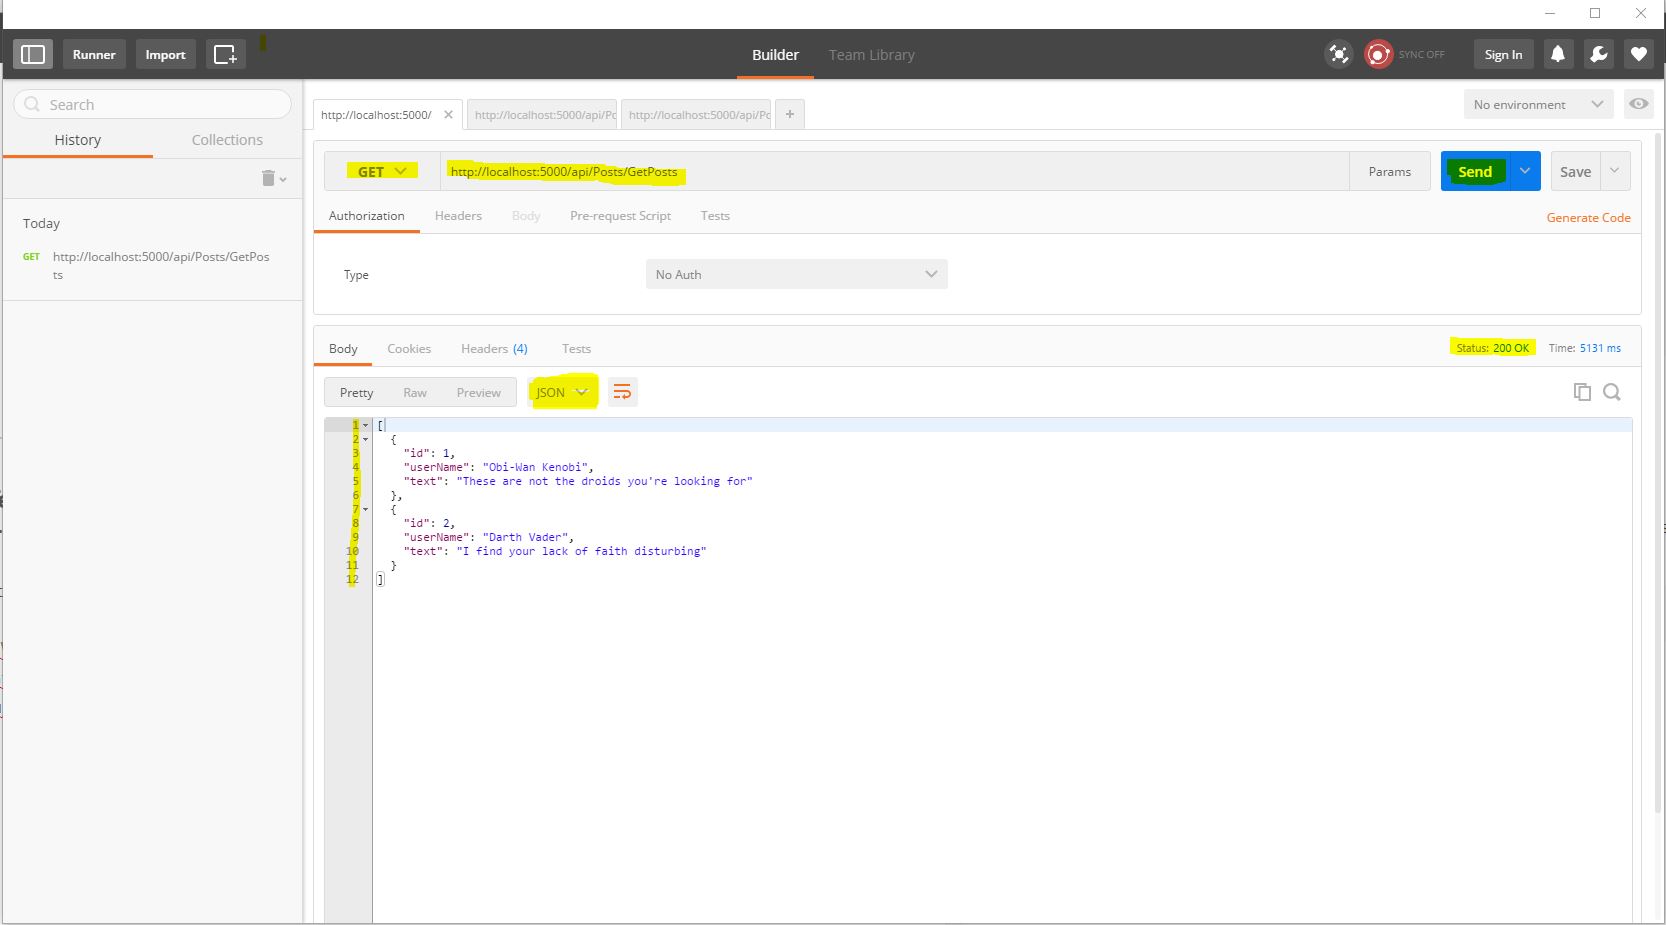 Runner Import Builder Team Library SYNC OFF Sign In
Search
History Collections
Today
GET http://localhost:5000/api/Posts/GetPos
ts
http://localhost:5000/ http://localhost:5000/api/Po http://localhost:5000/api/Po + No environment
GET http://localhost:5000/api/Posts/GetPosts Params Send Save
Authorization Headers Body Pre-request Script Tests Generate Code
Type No Auth
Body Cookies Headers (4) Tests Status: 200 OK Time: 5131 ms
Pretty Raw Preview JSON
1 [
2 {
3 "id": 1,
4 "userName": "Obi-Wan Kenobi",
5 "text": "These are not the droids you're looking for"
6 },
7 {
8 "id": 2,
9 "userName": "Darth Vader",
10 "text": "I find your lack of faith disturbing"
11 }
12 ]